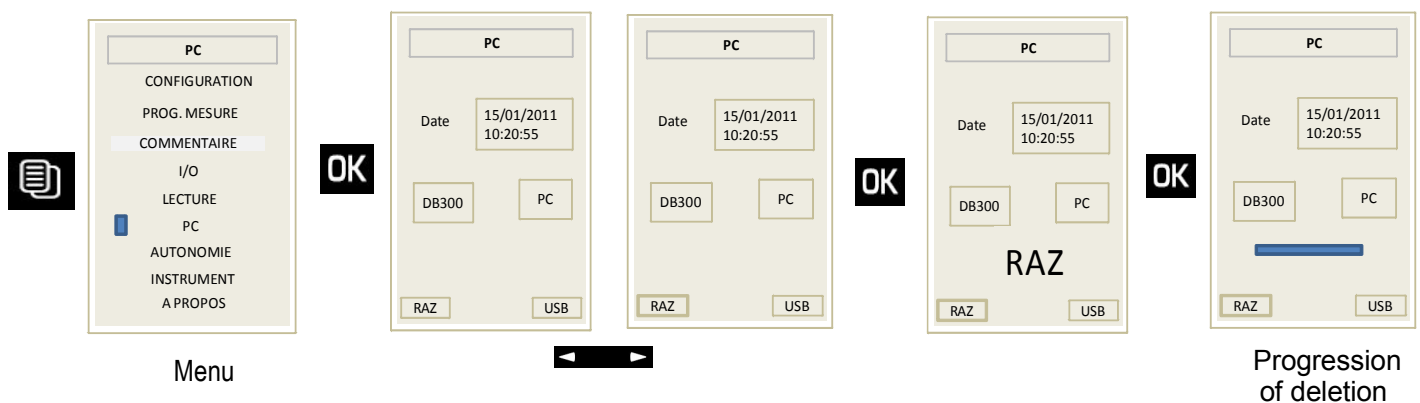 PC
CONFIGURATION
PROG. MESURE
COMMENTAIRE
I/O
LECTURE
PC
AUTONOMIE
INSTRUMENT
A PROPOS
Menu
OK
PC
Date
15/01/2011
10:20:55
DB300
PC
RAZ
USB
PC
Date
15/01/2011
10:20:55
DB300
PC
RAZ
USB
OK
PC
Date
15/01/2011
10:20:55
DB300
PC
RAZ
RAZ
USB
OK
PC
Date
15/01/2011
10:20:55
DB300
PC
RAZ
USB
Progression
of deletion